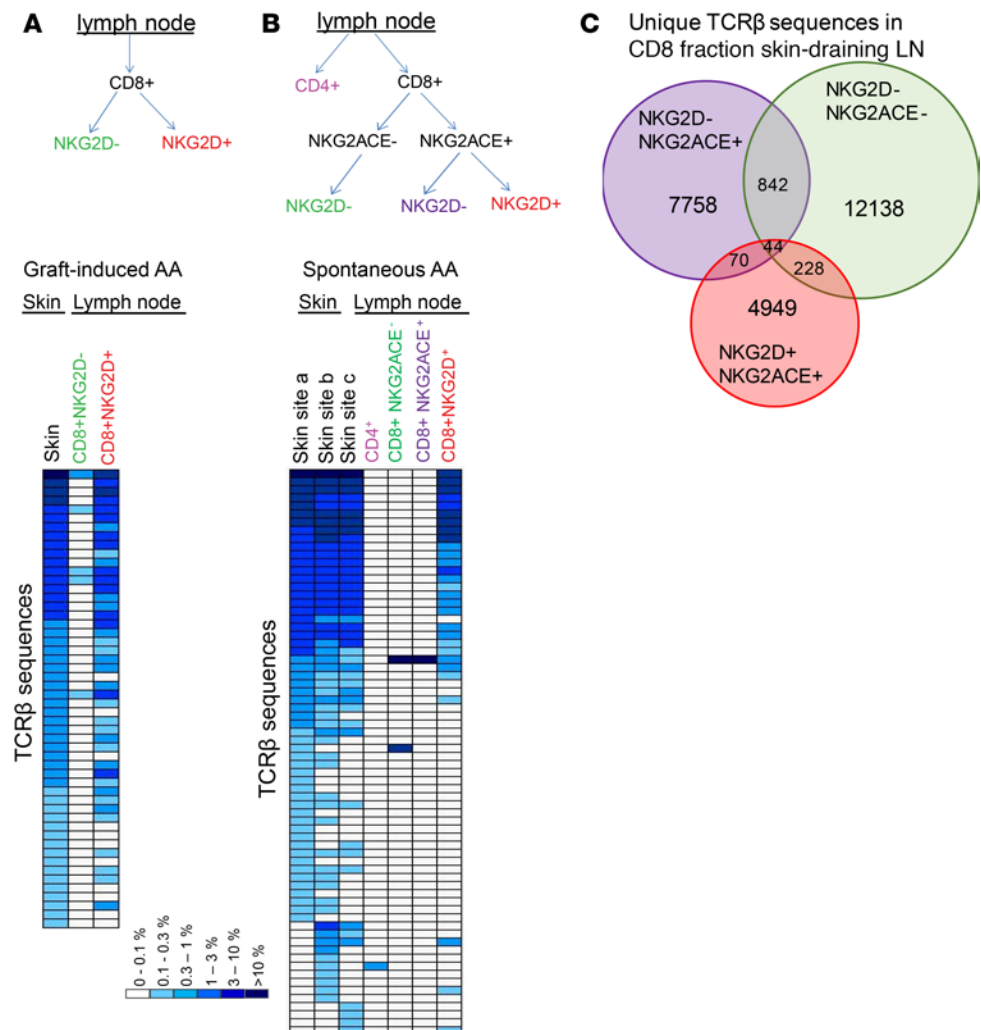 A
lymph node
CD8+
NKG2D-
NKG2D+
Graft-induced AA
Skin
Lymph node
Skin
CD8+NKG2D-
CD8+NKG2D+
TCRβ sequences
0 - 0.1 %
0.1 - 0.3 %
0.3 – 1 %
1 – 3 %
3 – 10 %
>10 %
B
lymph node
CD4+
CD8+
NKG2ACE-
NKG2ACE+
NKG2D-
NKG2D-
NKG2D+
Spontaneous AA
Skin
Lymph node
Skin site a
Skin site b
Skin site c
CD4⁺
CD8+ NKG2ACE⁻
CD8+ NKG2ACE⁺
CD8+NKG2D⁺
TCRβ sequences
C
Unique TCRβ sequences in
CD8 fraction skin-draining LN
NKG2D-
NKG2ACE+
NKG2D-
NKG2ACE-
842
7758
12138
44
70
228
4949
NKG2D+
NKG2ACE+